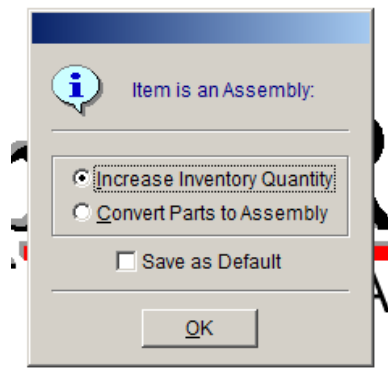 Item is an Assembly:
Increase Inventory Quantity
Convert Parts to Assembly
Save as Default
OK